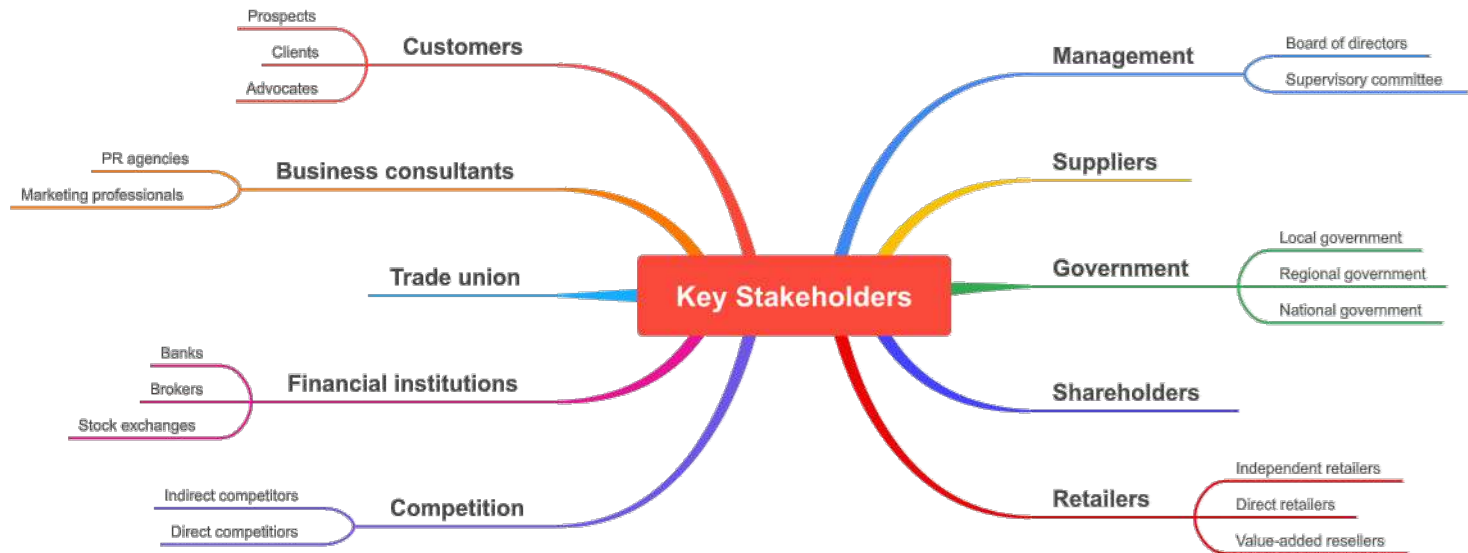 Key Stakeholders
Customers
Prospects
Clients
Advocates
Business consultants
PR agencies
Marketing professionals
Trade union
Financial institutions
Banks
Brokers
Stock exchanges
Competition
Indirect competitors
Direct competitors
Management
Board of directors
Supervisory committee
Suppliers
Government
Local government
Regional government
National government
Shareholders
Retailers
Independent retailers
Direct retailers
Value-added resellers